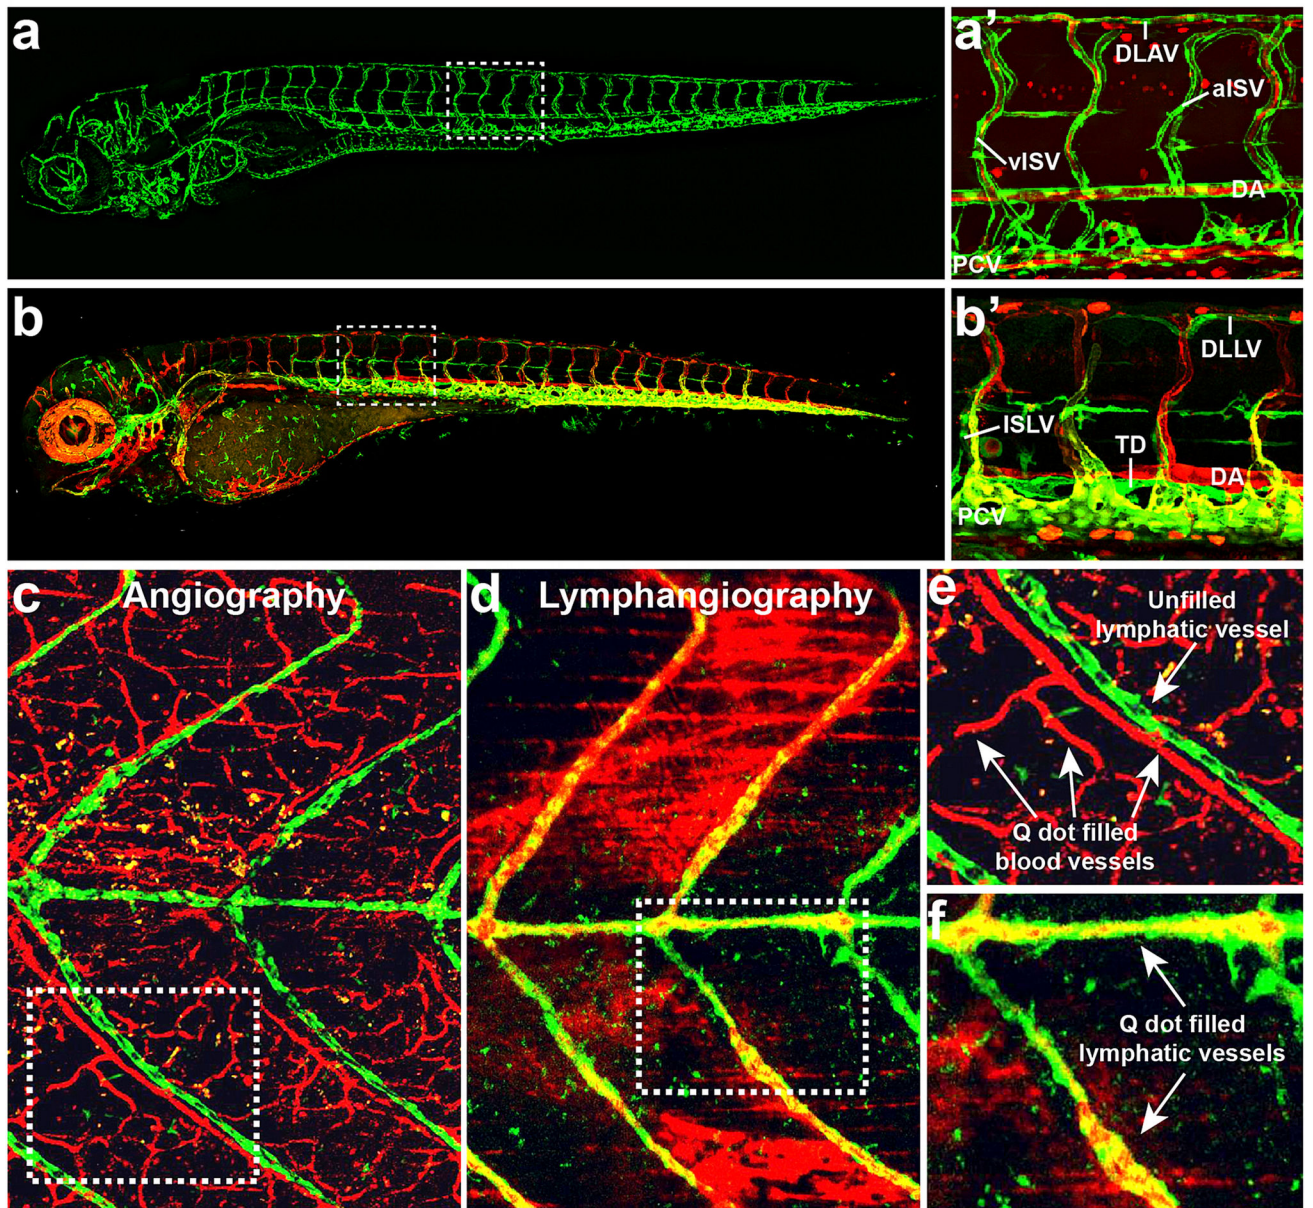 a
a'
DLAV
aISV
vISV
DA
PCV
b
b'
DLLV
ISLV
TD
DA
PCV
c
Angiography
d
Lymphangiography
e
Unfilled
lymphatic vessel
Q dot filled
blood vessels
f
Q dot filled
lymphatic vessels